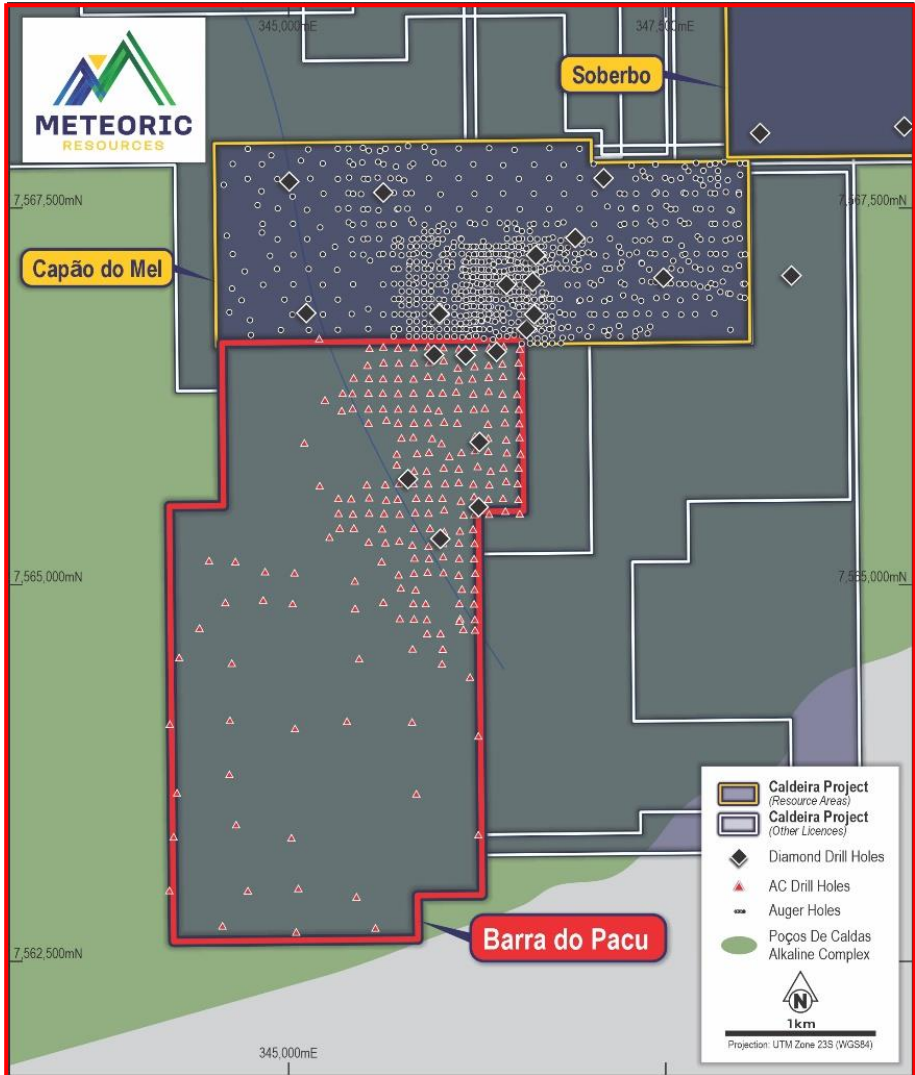 345,000mE
347,500mE
METEORIC
RESOURCES
Soberbo
7,567,500mN
7,567,500mN
Capão do Mel
7,565,000mN
7,565,000mN
Caldeira Project
(Resource Areas)
Caldeira Project
(Other Licences)
Diamond Drill Holes
AC Drill Holes
Auger Holes
Poços De Caldas
Alkaline Complex
N
1km
Projection: UTM Zone 23S (WGS84)
Barra do Pacu
7,562,500mN
345,000mE